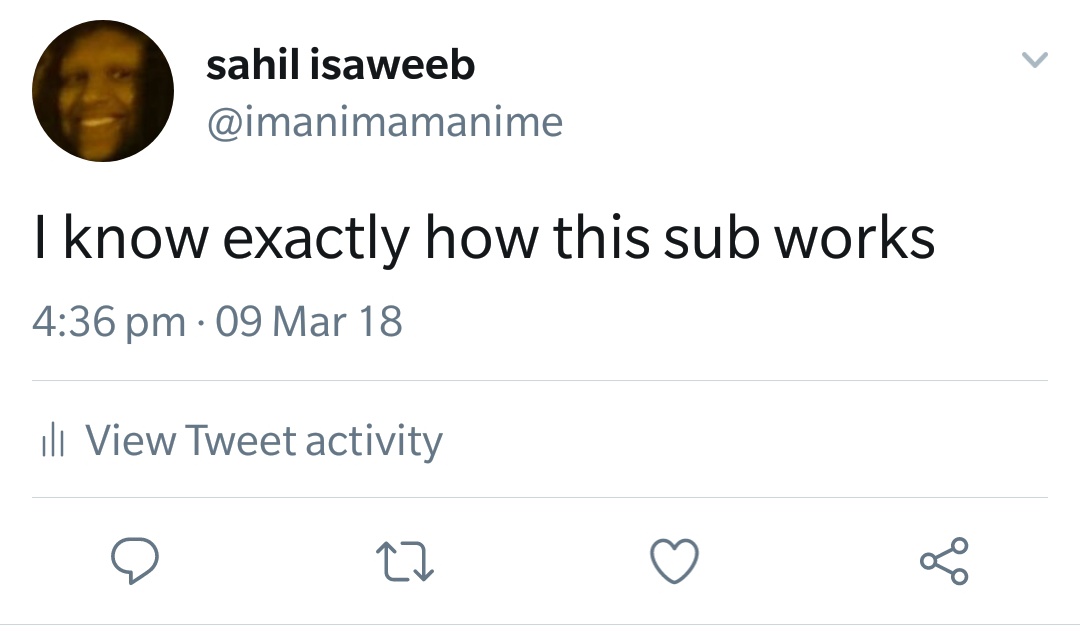 sahil isaweeb
@imanimamanime
I know exactly how this sub works
4:36 pm · 09 Mar 18
View Tweet activity